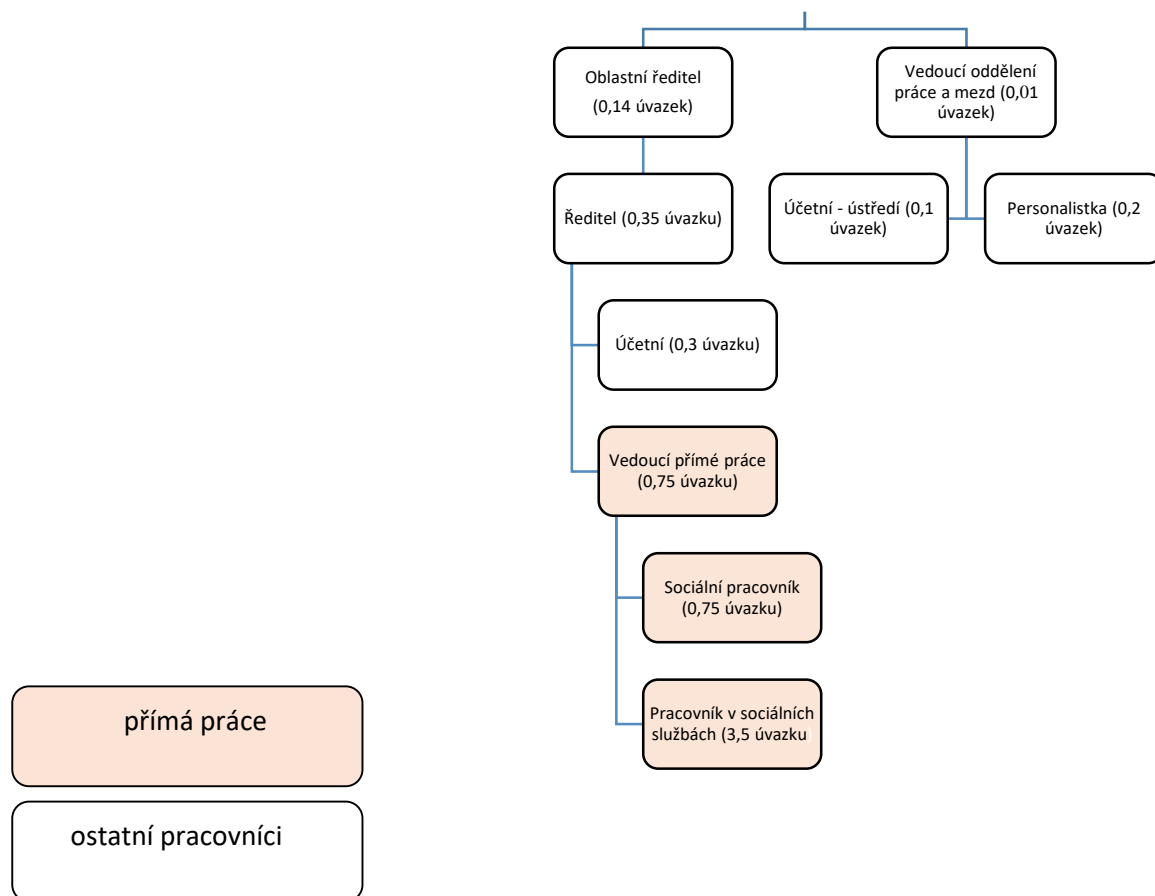 Oblastní ředitel
(0,14 úvazek)
Vedoucí oddělení
práce a mezd (0,01
úvazek)
Ředitel (0,35 úvazku)
Účetní - ústředí (0,1
úvazek)
Personalistka (0,2
úvazek)
Účetní (0,3 úvazku)
Vedoucí přímé práce
(0,75 úvazku)
Sociální pracovník
(0,75 úvazku)
Pracovník v sociálních
službách (3,5 úvazku
přímá práce
ostatní pracovníci